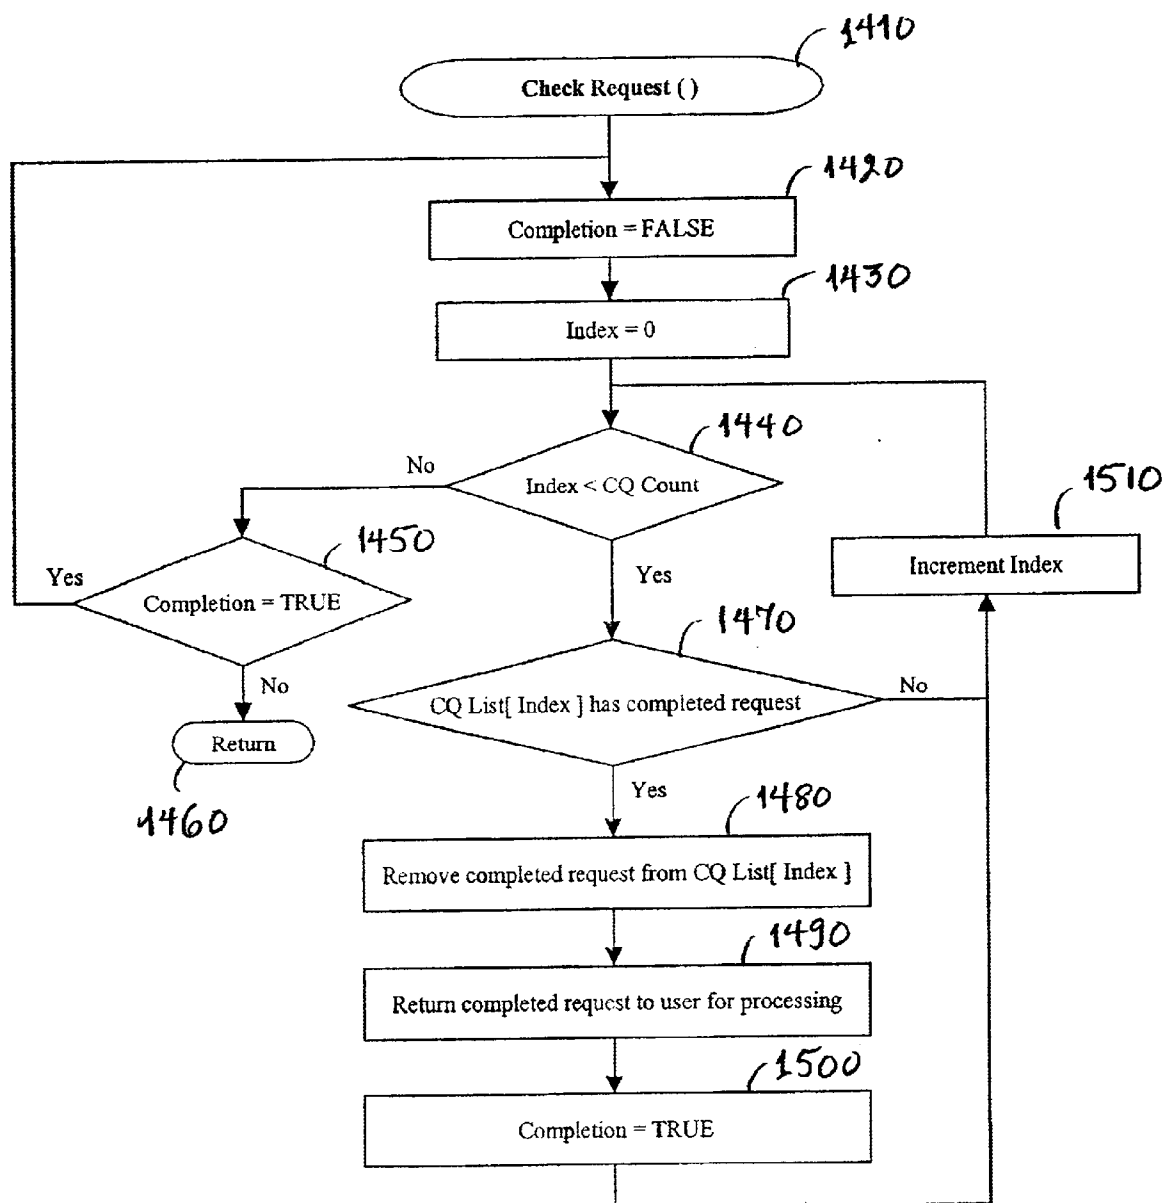 1410
Check Request ( )
1420
Completion = FALSE
1430
Index = 0
1440
No
Index < CQ Count
1510
1450
Yes
Yes
Increment Index
Completion = TRUE
1470
No
No
CQ List[ Index ] has completed request
Return
Yes
1460
1480
Remove completed request from CQ List[ Index ]
1490
Return completed request to user for processing
1500
Completion = TRUE